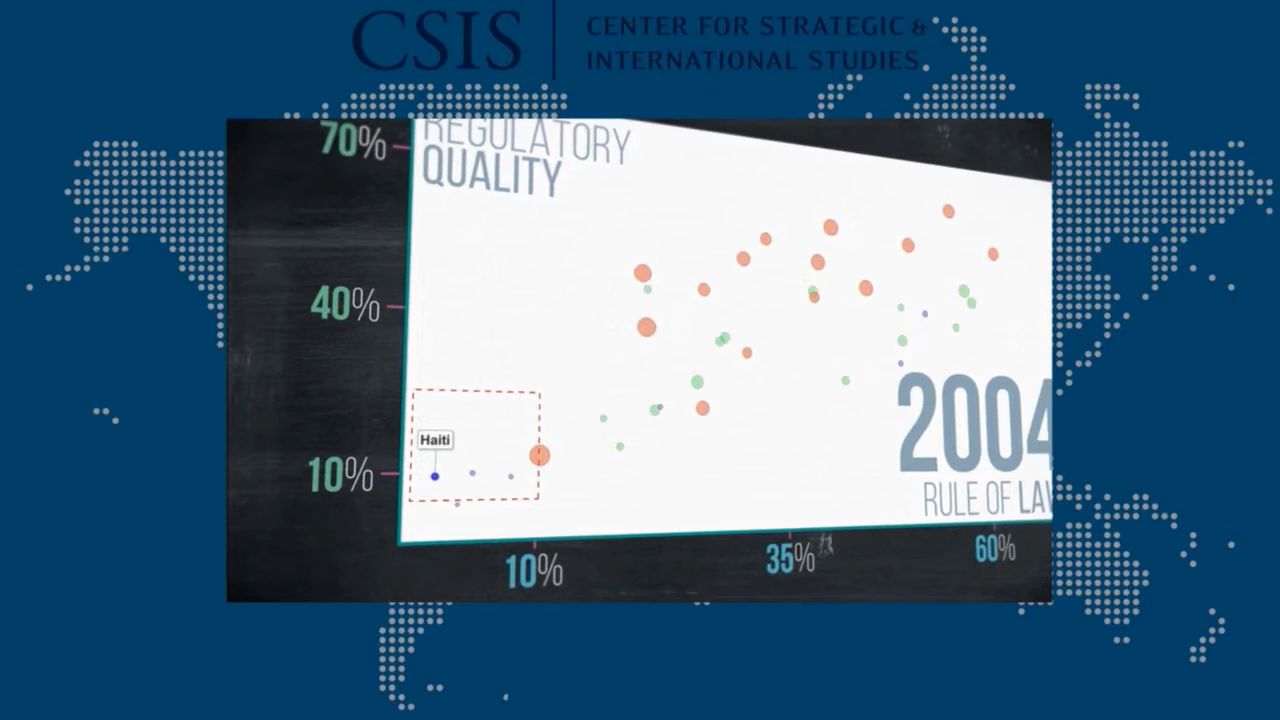 CSIS
CENTER FOR STRATEGIC &
INTERNATIONAL STUDIES
REGULATORY
QUALITY
70%
40%
10%
Haiti
2004
RULE OF LAW
10%
35%
60%